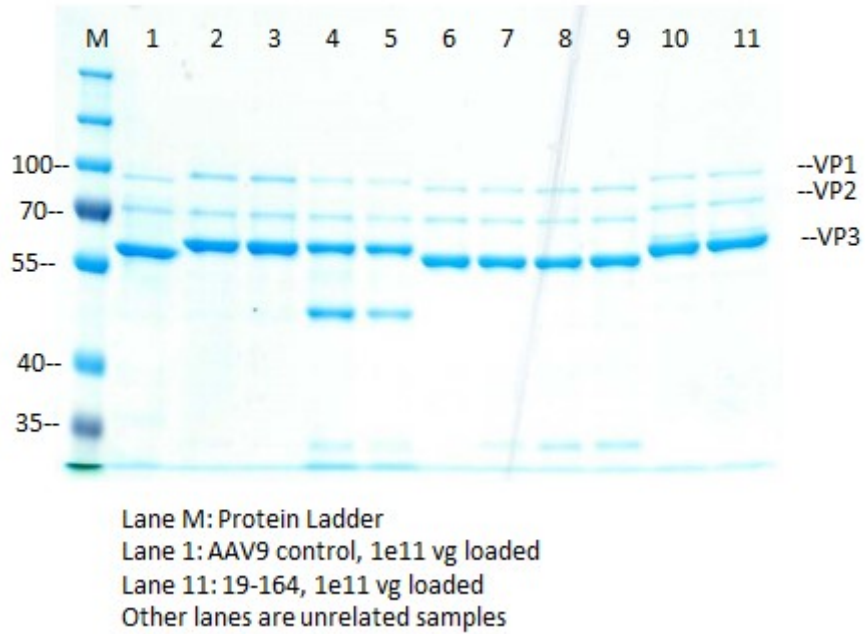 M 1 2 3 4 5 6 7 8 9 10 11
100-- --VP1
--VP2
70--
--VP3
55--
40--
35--
Lane M: Protein Ladder
Lane 1: AAV9 control, 1e11 vg loaded
Lane 11: 19-164, 1e11 vg loaded
Other lanes are unrelated samples